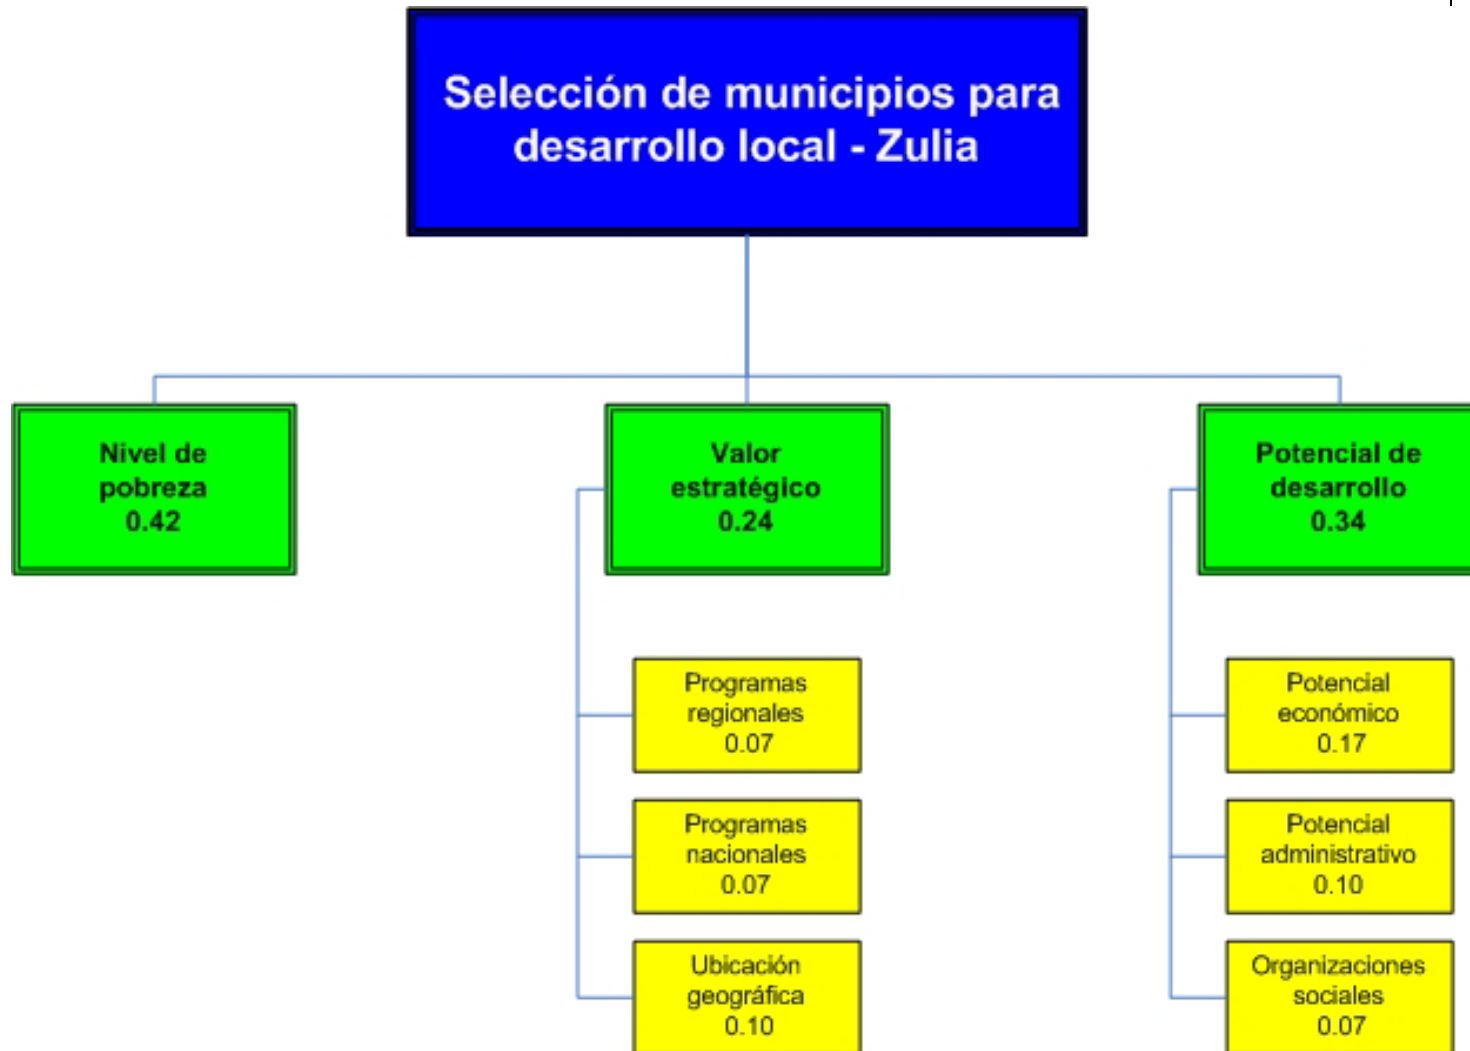 Selección de municipios para
desarrollo local - Zulia
Nivel de
pobreza
0.42
Valor
estratégico
0.24
Potencial de
desarrollo
0.34
Programas
regionales
0.07
Programas
nacionales
0.07
Ubicación
geográfica
0.10
Potencial
económico
0.17
Potencial
administrativo
0.10
Organizaciones
sociales
0.07